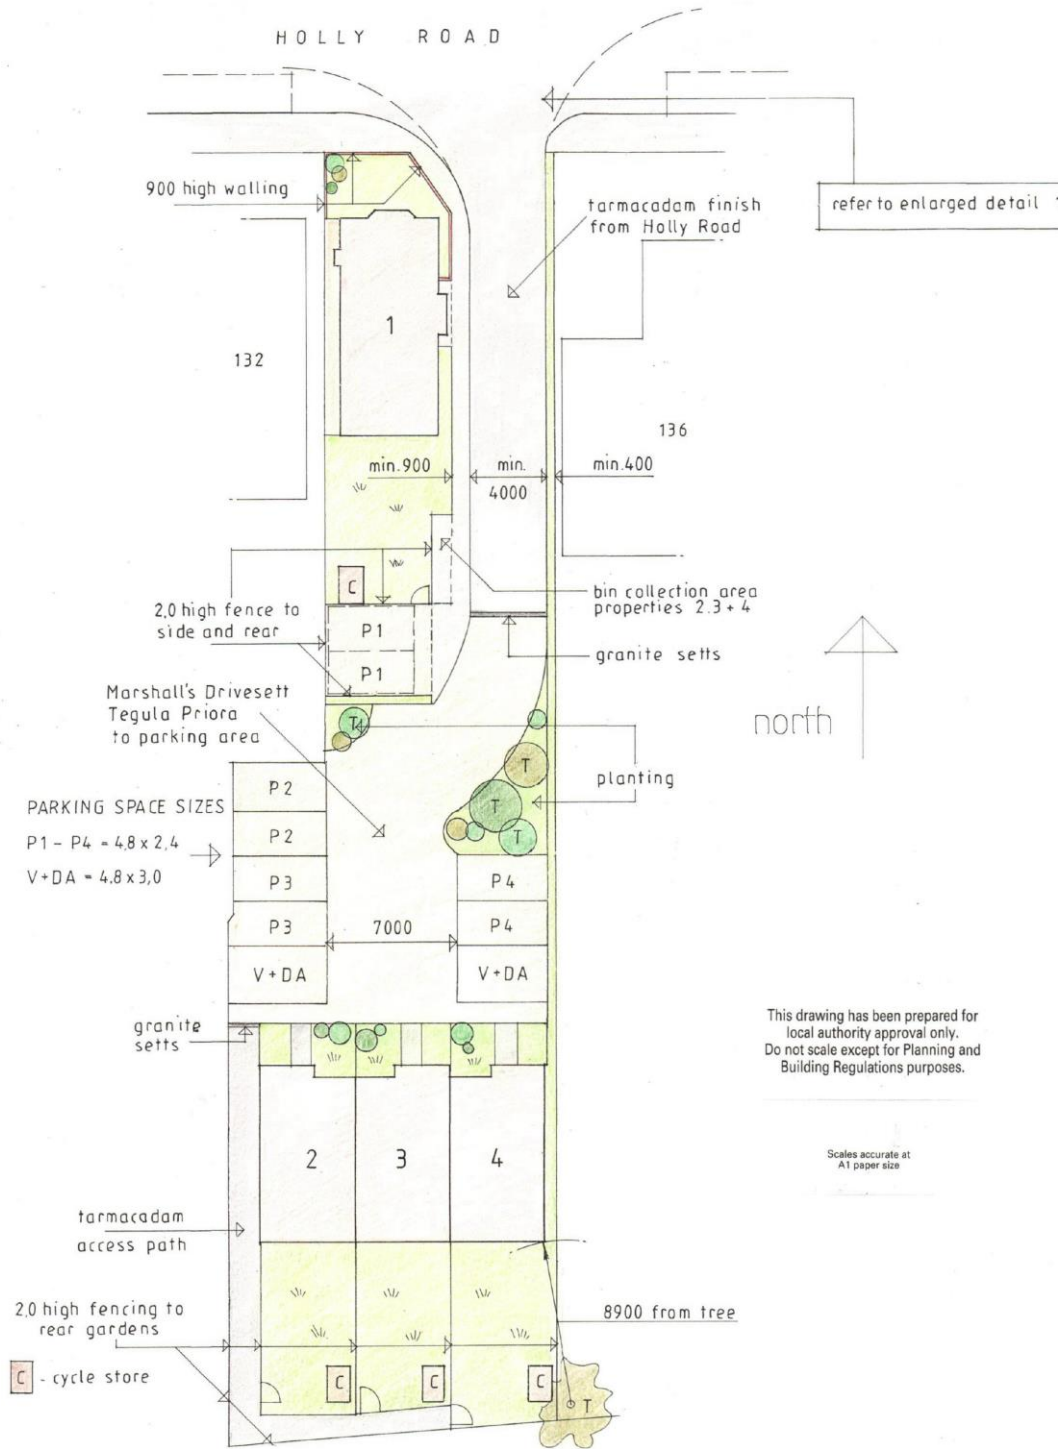 HOLLY ROAD
900 high walling
tarmacadam finish
from Holly Road
refer to enlarged detail
1
132
136
min.900
min.
4000
min.400
C
bin collection area
properties 2.3 + 4
2,0 high fence to
side and rear
P1
P1
granite setts
Marshall's Drivesett
Tegula Priora
to parking area
T
north
T
planting
T
T
PARKING SPACE SIZES
P1 - P4 = 4,8 x 2,4
V+DA = 4.8 x 3,0
P2
P2
P3
P3
V+DA
7000
P4
P4
V+DA
granite
setts
This drawing has been prepared for
local authority approval only.
Do not scale except for Planning and
Building Regulations purposes.
2
3
4
Scales accurate at
A1 paper size
tarmacadam
access path
2,0 high fencing to
rear gardens
8900 from tree
C - cycle store
C
C
C
T